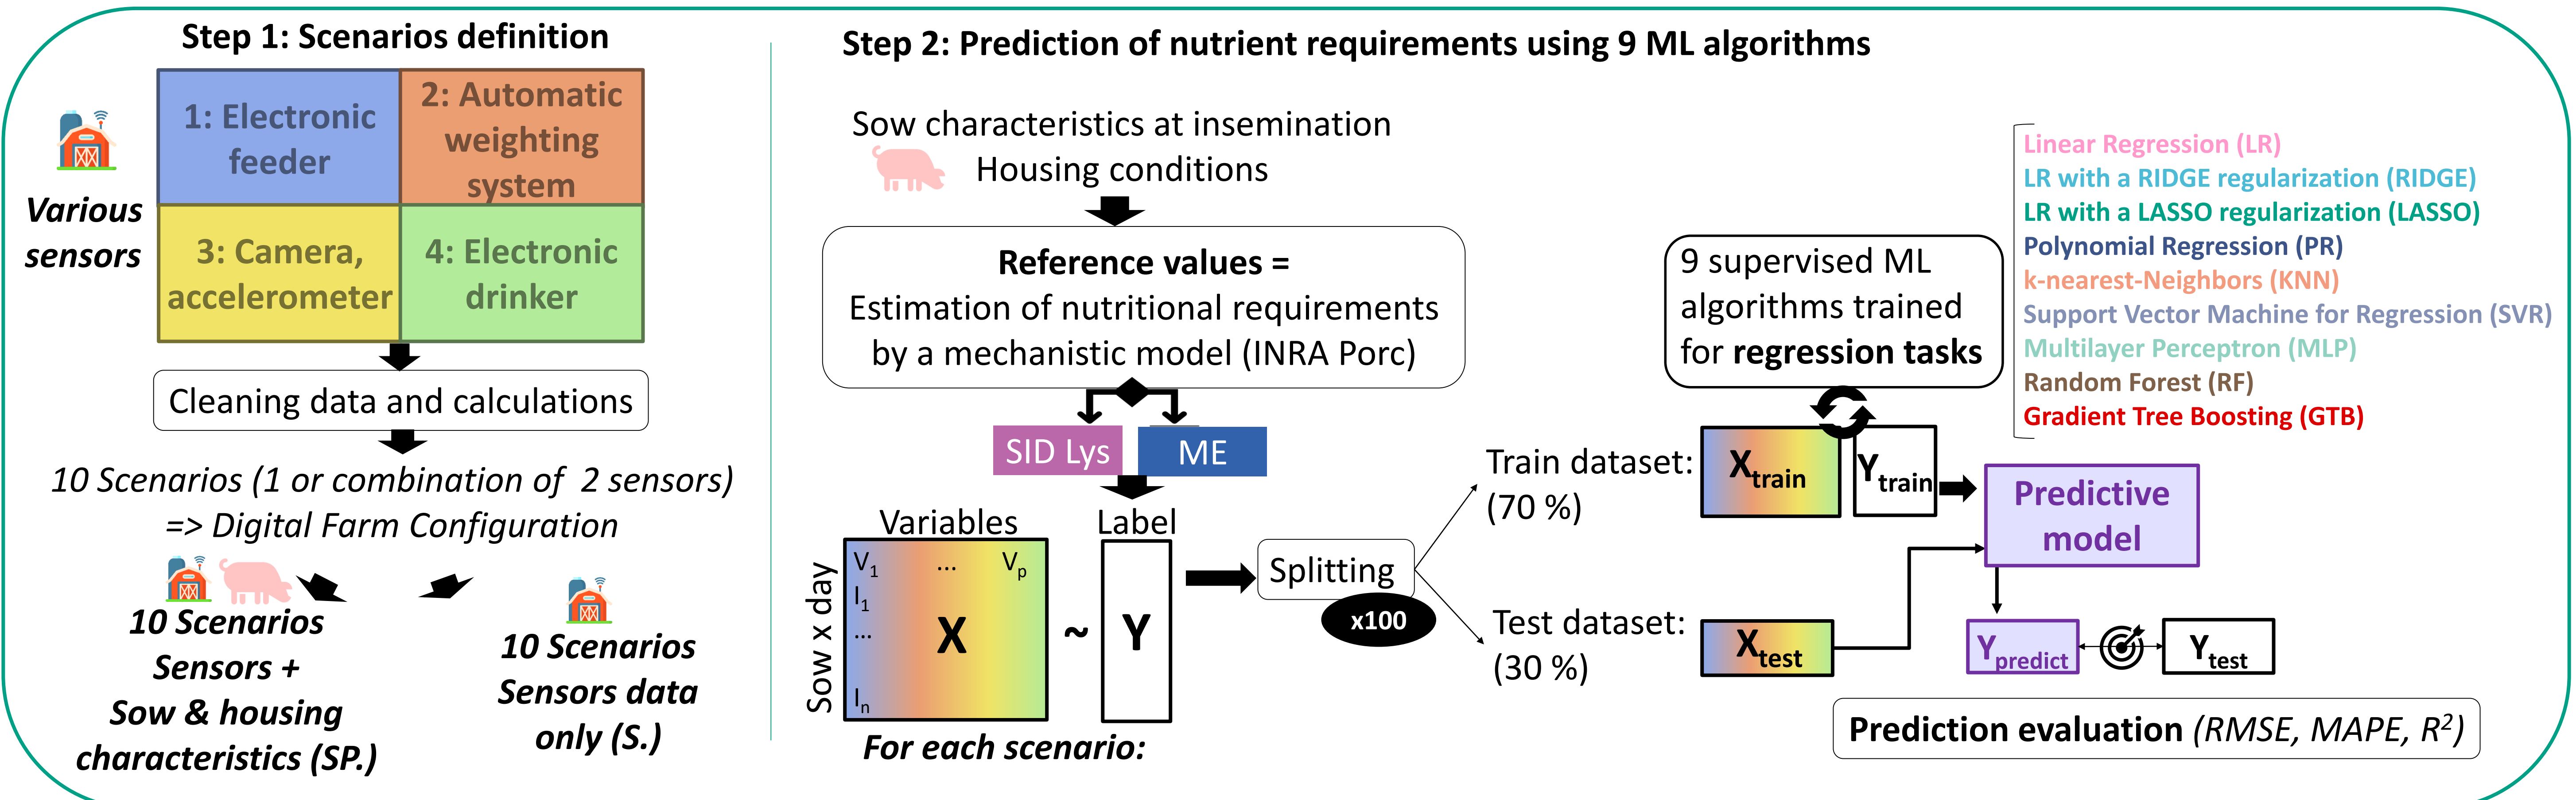 Step 1: Scenarios definition
1: Electronic
feeder
2: Automatic
weighting
system
Various
sensors
3: Camera,
accelerometer
4: Electronic
drinker
Cleaning data and calculations
10 Scenarios (1 or combination of 2 sensors)
=> Digital Farm Configuration
10 Scenarios
Sensors +
Sow & housing
characteristics (SP.)
10 Scenarios
Sensors data
only (S.)
Step 2: Prediction of nutrient requirements using 9 ML algorithms
Sow characteristics at insemination
Housing conditions
Reference values =
Estimation of nutritional requirements
by a mechanistic model (INRA Porc)
SID Lys
ME
Variables
Label
Sow x day
V1 ... Vp
I1
...
In
X
~
Y
For each scenario:
Splitting
x100
Train dataset:
(70 %)
Test dataset:
(30 %)
9 supervised ML
algorithms trained
for regression tasks
Linear Regression (LR)
LR with a RIDGE regularization (RIDGE)
LR with a LASSO regularization (LASSO)
Polynomial Regression (PR)
k-nearest-Neighbors (KNN)
Support Vector Machine for Regression (SVR)
Multilayer Perceptron (MLP)
Random Forest (RF)
Gradient Tree Boosting (GTB)
Xtrain
Ytrain
Predictive
model
Xtest
Ypredict
Ytest
Prediction evaluation (RMSE, MAPE, R²)